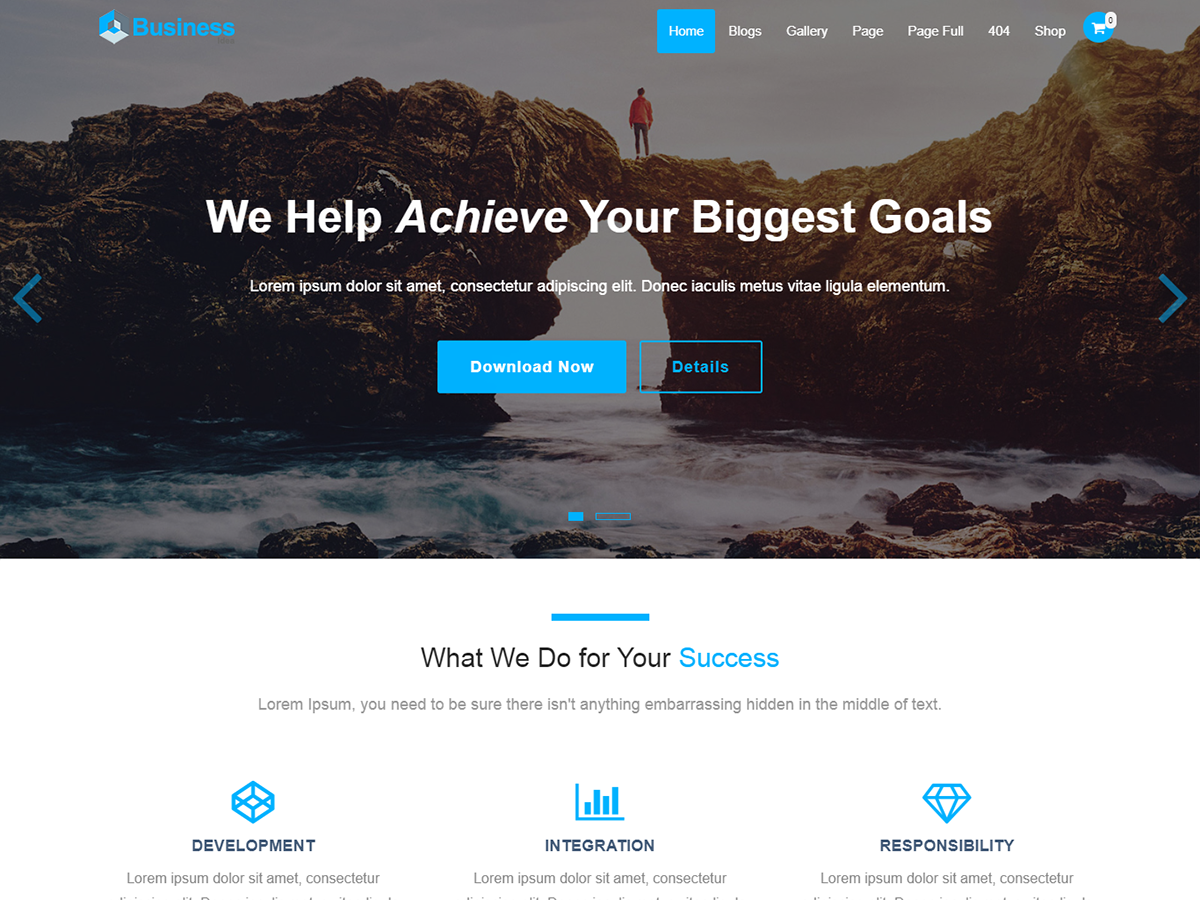 Business
Home Blogs Gallery Page Page Full 404 Shop 0
We Help Achieve Your Biggest Goals
Lorem ipsum dolor sit amet, consectetur adipiscing elit. Donec iaculis metus vitae ligula elementum.
Download Now Details
What We Do for Your Success
Lorem Ipsum, you need to be sure there isn't anything embarrassing hidden in the middle of text.
DEVELOPMENT INTEGRATION RESPONSIBILITY
Lorem ipsum dolor sit amet, consectetur Lorem ipsum dolor sit amet, consectetur Lorem ipsum dolor sit amet, consectetur